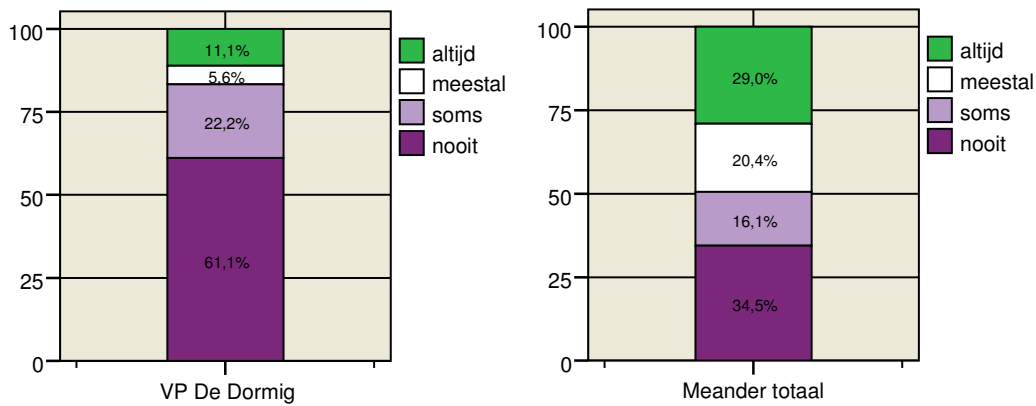 100
75
50
25
0
11,1%
5,6%
22,2%
61,1%
altijd
meestal
soms
nooit
VP De Dormig
100
75
50
25
0
29,0%
20,4%
16,1%
34,5%
altijd
meestal
soms
nooit
Meander totaal